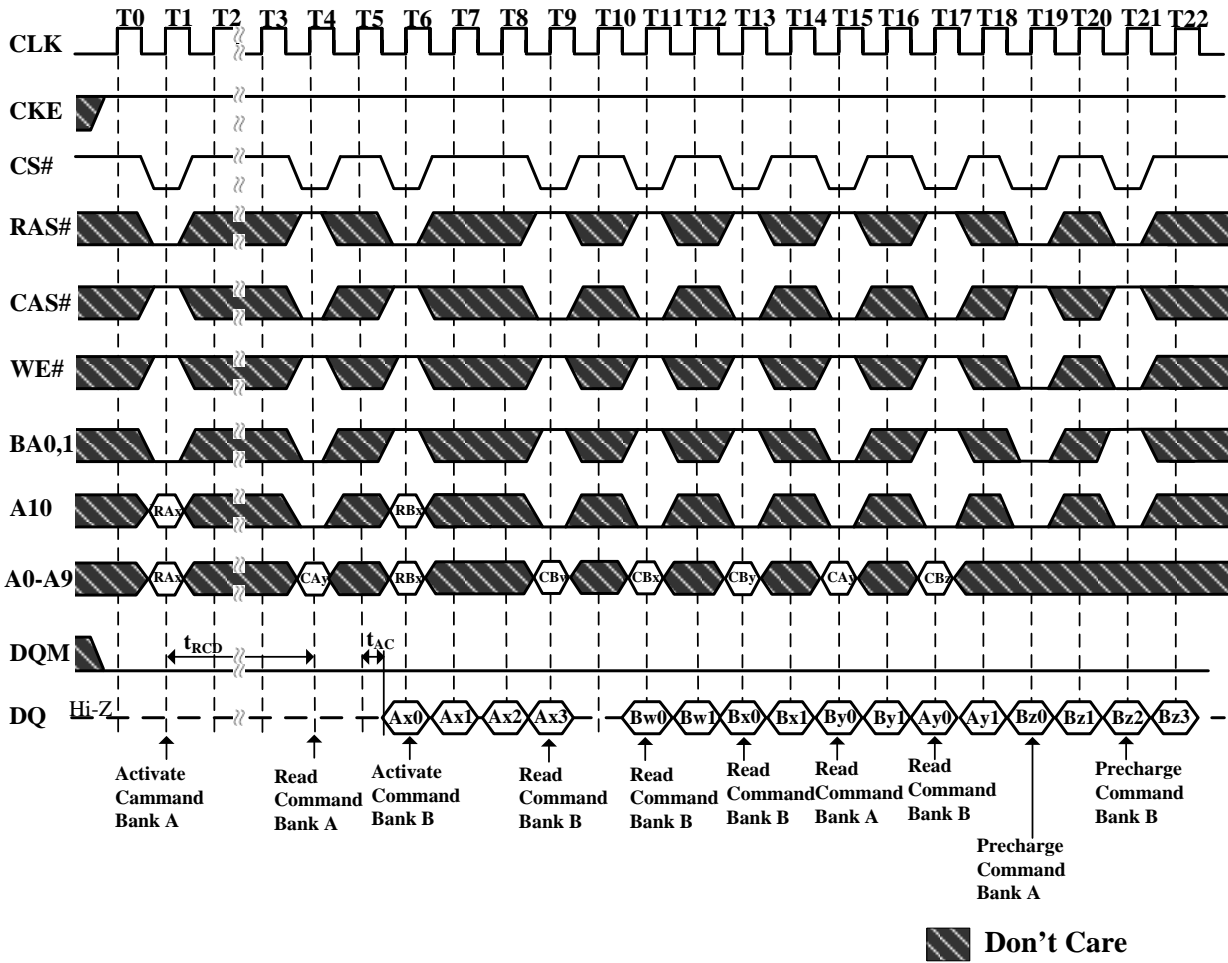 T0 T1 T2 T3 T4 T5 T6 T7 T8 T9 T10 T11 T12 T13 T14 T15 T16 T17 T18 T19 T20 T21 T22
CLK
CKE
CS#
RAS#
CAS#
WE#
BA0,1
A10
RAx RBx
A0-A9
RAx CAy RBx CBw CBx CBy CAy CBz
DQM
tRCD tAC
DQ
Hi-Z
Ax0 Ax1 Ax2 Ax3 Bw0 Bw1 Bx0 Bx1 By0 By1 Ay0 Ay1 Bz0 Bz1 Bz2 Bz3
Activate
Cammand
Bank A
Read
Command
Bank A
Activate
Command
Bank B
Read
Command
Bank B
Read
Command
Bank B
Read
Command
Bank B
Read
Command
Bank A
Read
Command
Bank B
Precharge
Command
Bank A
Precharge
Command
Bank B
Don't Care